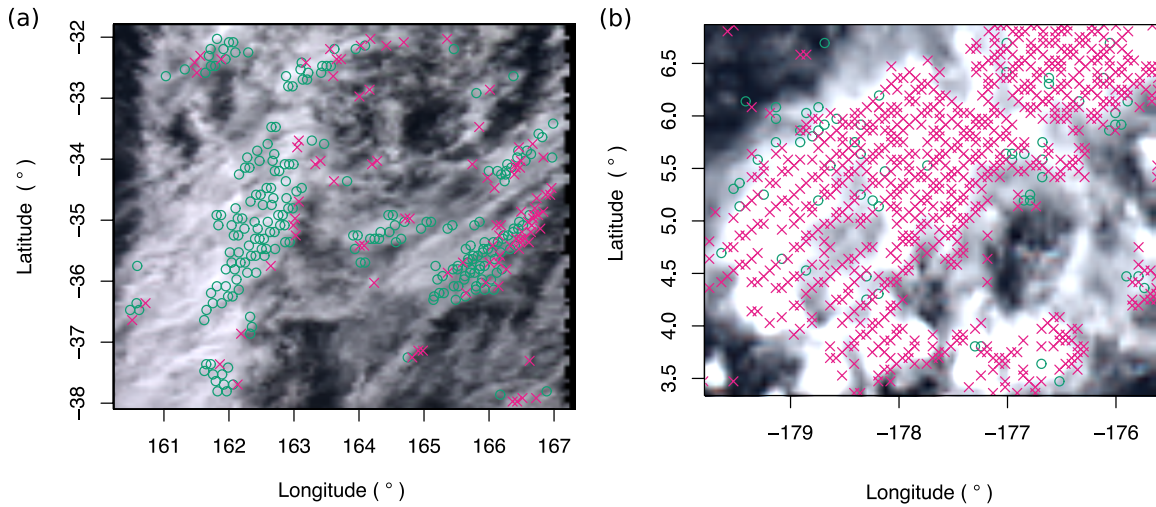 (a)
−32
−33
−34
−35
−36
−37
−38
Latitude ( ° )
161 162 163 164 165 166 167
Longitude ( ° )
(b)
6.5
6.0
5.5
5.0
4.5
4.0
3.5
Latitude ( ° )
−179 −178 −177 −176
Longitude ( ° )